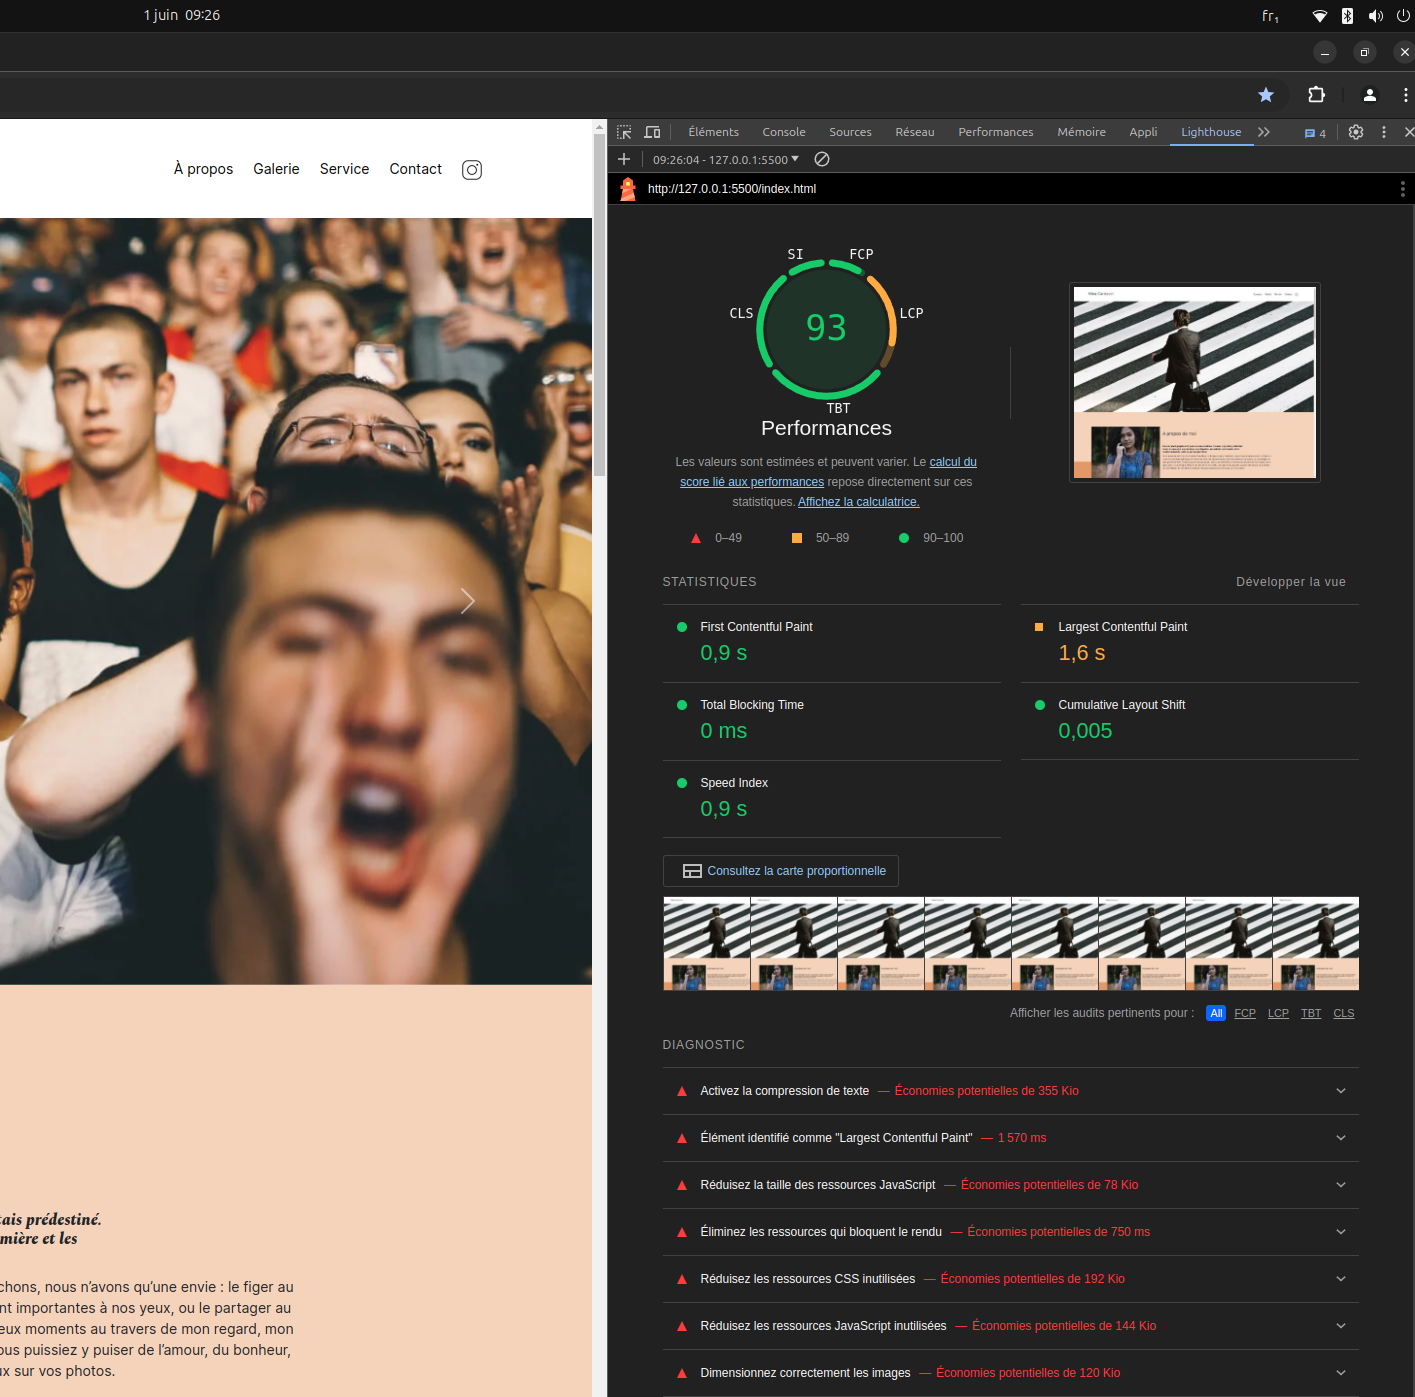 1 juin 09:26
fr₁
Éléments Console Sources Réseau Performances Mémoire Appli Lighthouse 4
09:26:04 - 127.0.0.1:5500
http://127.0.0.1:5500/index.html
À propos Galerie Service Contact
SI FCP
CLS LCP
93
TBT
Performances
Les valeurs sont estimées et peuvent varier. Le calcul du
score lié aux performances repose directement sur ces
statistiques. Affichez la calculatrice.
0–49 50–89 90–100
STATISTIQUES Développer la vue
First Contentful Paint
0,9 s
Largest Contentful Paint
1,6 s
Total Blocking Time
0 ms
Cumulative Layout Shift
0,005
Speed Index
0,9 s
Consultez la carte proportionnelle
Afficher les audits pertinents pour : All FCP LCP TBT CLS
DIAGNOSTIC
Activez la compression de texte — Économies potentielles de 355 Kio
Élément identifié comme "Largest Contentful Paint" — 1 570 ms
Réduisez la taille des ressources JavaScript — Économies potentielles de 78 Kio
Éliminez les ressources qui bloquent le rendu — Économies potentielles de 750 ms
Réduisez les ressources CSS inutilisées — Économies potentielles de 192 Kio
Réduisez les ressources JavaScript inutilisées — Économies potentielles de 144 Kio
Dimensionnez correctement les images — Économies potentielles de 120 Kio
tais prédestiné.
mière et les
chons, nous n’avons qu’une envie : le figer au
nt importantes à nos yeux, ou le partager au
eux moments au travers de mon regard, mon
ous puissiez y puiser de l’amour, du bonheur,
ux sur vos photos.